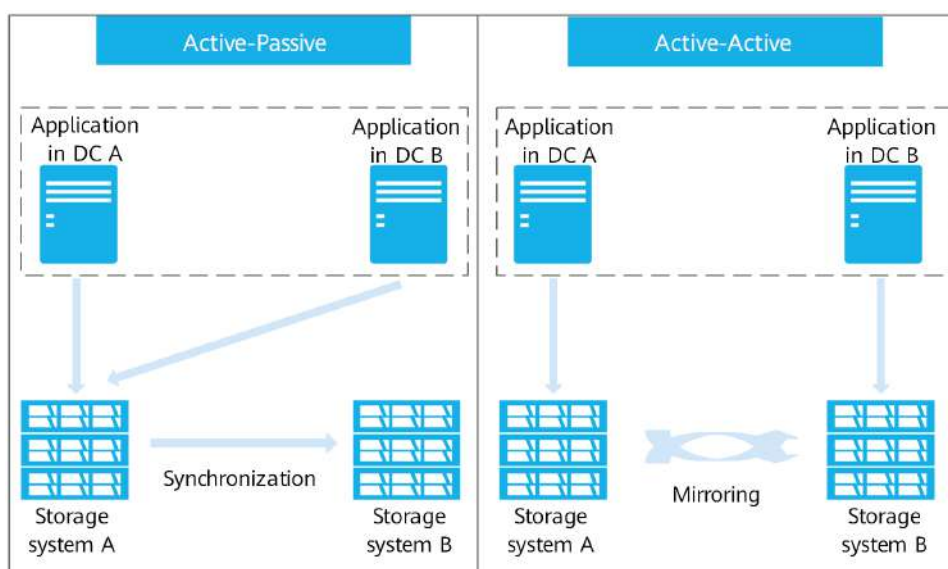 Active-Passive
Application
in DC A
Application
in DC B
Synchronization
Storage
system A
Storage
system B
Active-Active
Application
in DC A
Application
in DC B
Mirroring
Storage
system A
Storage
system B